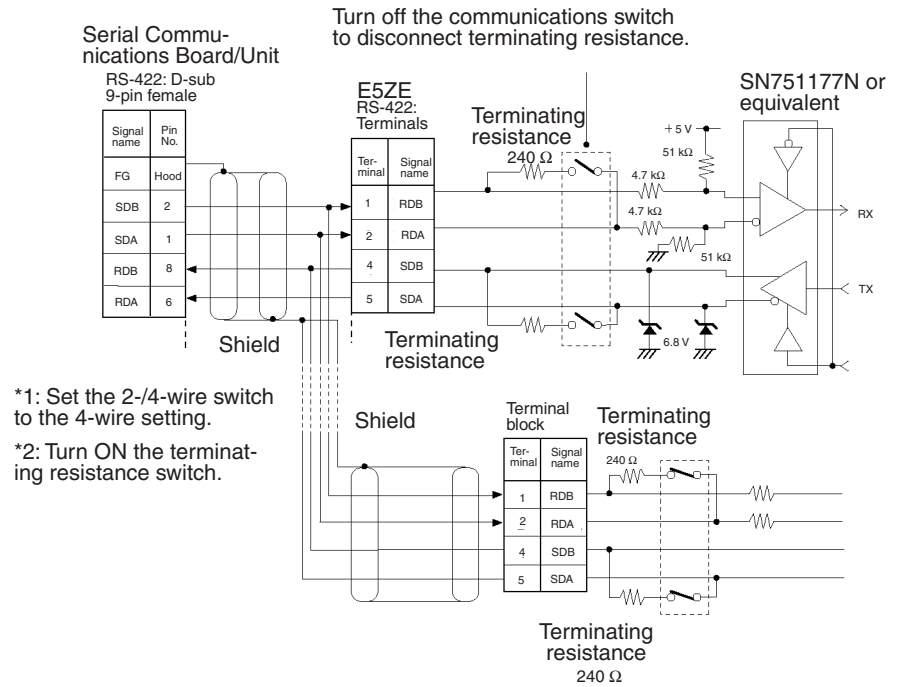 Turn off the communications switch
to disconnect terminating resistance.
Serial Commu-
nications Board/Unit
RS-422: D-sub
9-pin female
Signal name
Pin No.
FG
Hood
SDB
2
SDA
1
RDB
8
RDA
6
Shield
E5ZE
RS-422:
Terminals
Ter-
minal
Signal
name
1
RDB
2
RDA
4
SDB
5
SDA
Terminating
resistance
240 Ω
Terminating
resistance
+5 V
51 kΩ
4.7 kΩ
4.7 kΩ
51 kΩ
6.8 V
SN751177N or
equivalent
RX
TX
*1: Set the 2-/4-wire switch
to the 4-wire setting.
*2: Turn ON the terminat-
ing resistance switch.
Shield
Terminal
block
Ter-
minal
Signal
name
1
RDB
2
RDA
4
SDB
5
SDA
Terminating
resistance
240 Ω
Terminating
resistance
240 Ω